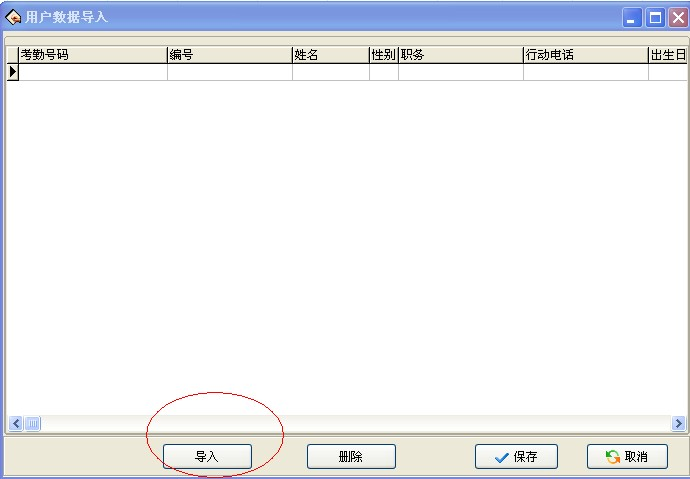 用户数据导入
考勤号码 编号 姓名 性别 职务 行动电话 出生日
导入 删除 保存 取消